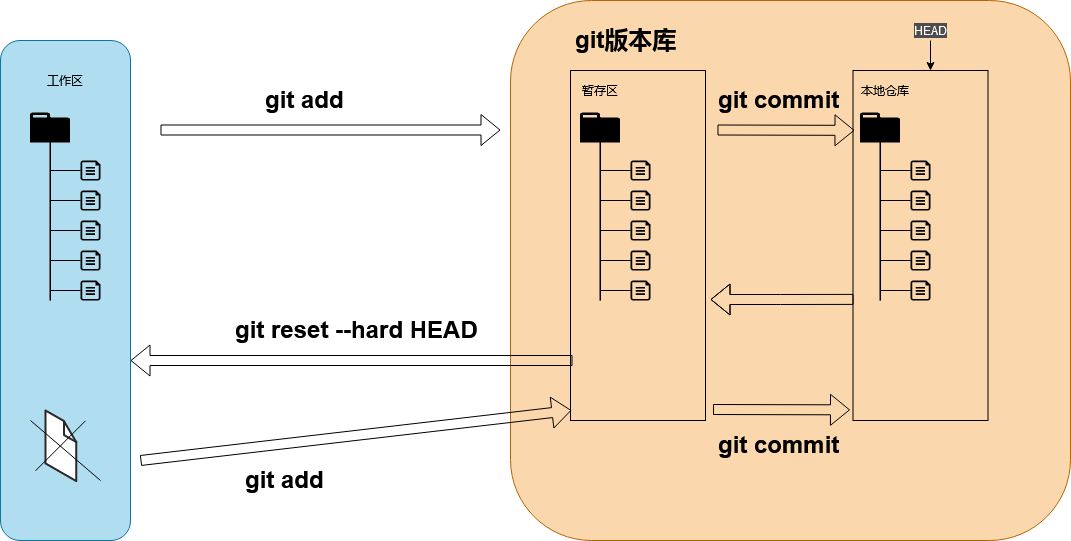 HEAD
git版本库
工作区
暂存区
本地仓库
git add
git commit
git reset --hard HEAD
git commit
git add